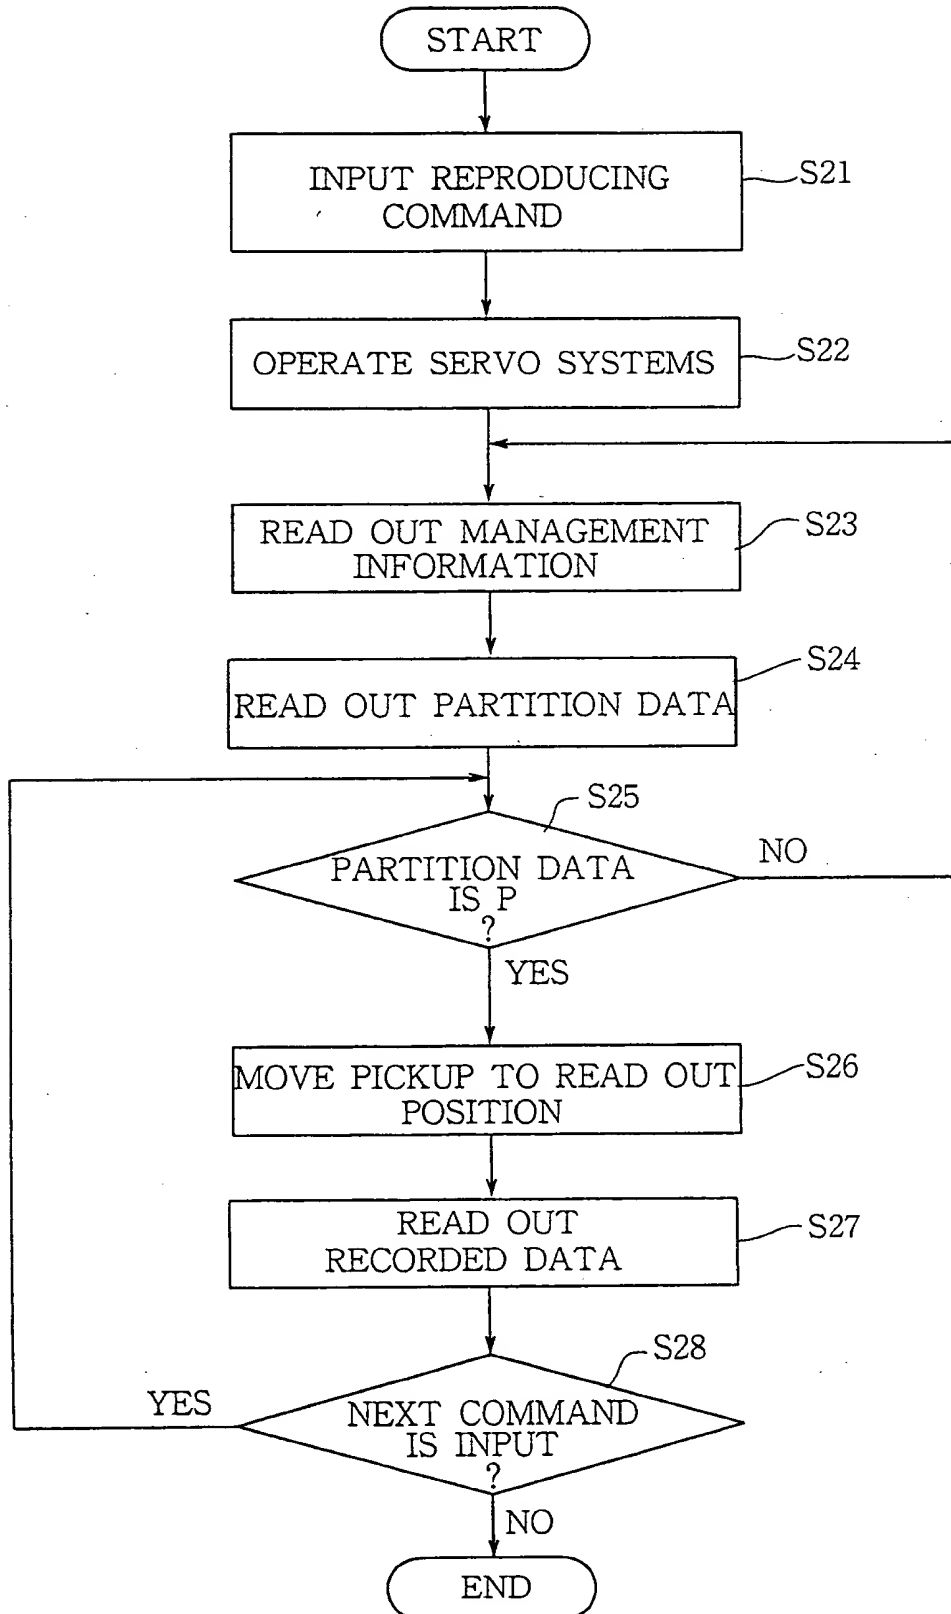 START
INPUT REPRODUCING
COMMAND
S21
OPERATE SERVO SYSTEMS
S22
READ OUT MANAGEMENT
INFORMATION
S23
READ OUT PARTITION DATA
S24
PARTITION DATA
IS P
?
S25
NO
YES
MOVE PICKUP TO READ OUT
POSITION
S26
READ OUT
RECORDED DATA
S27
NEXT COMMAND
IS INPUT
?
S28
YES
NO
END